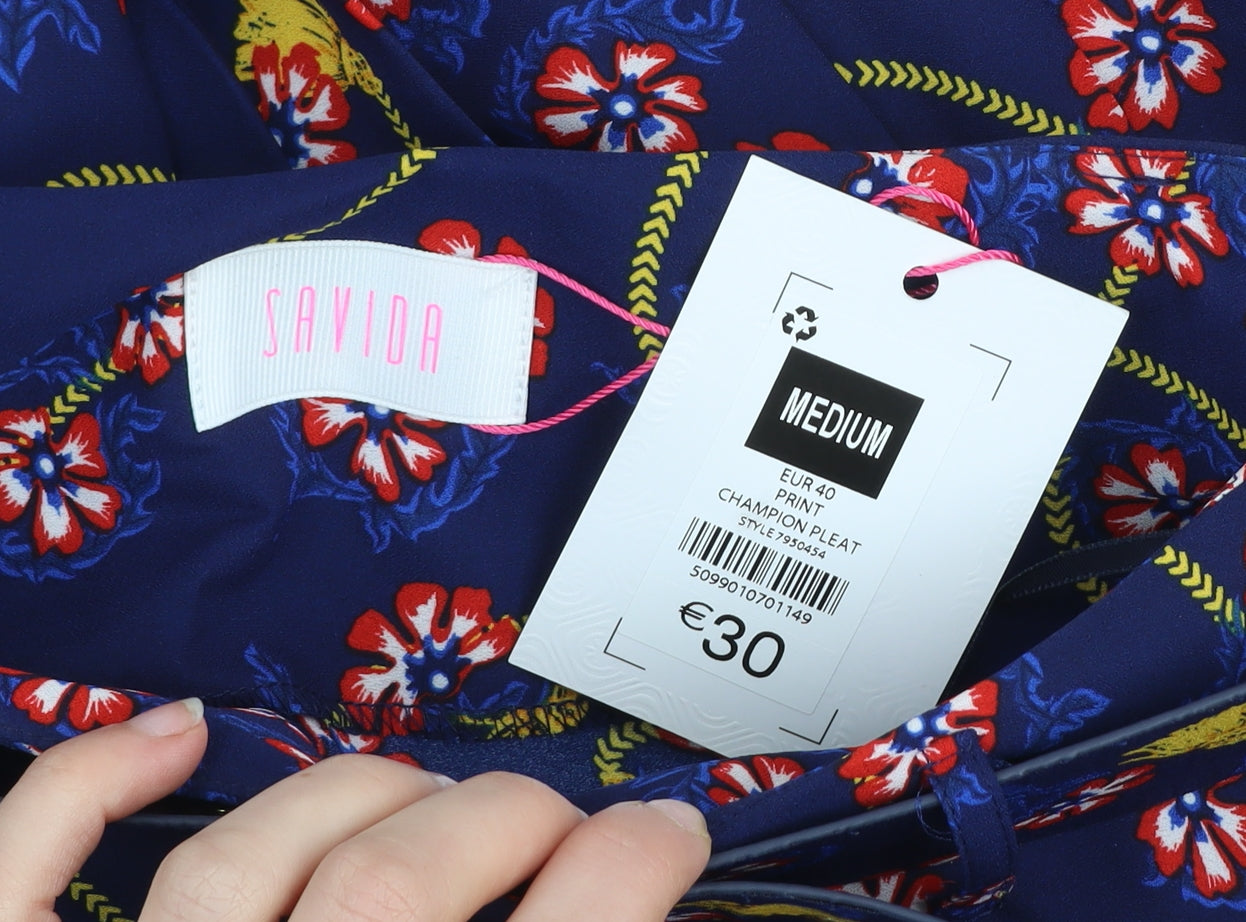 SAVIDA
MEDIUM
EUR 40
PRINT
CHAMPION PLEAT
STYLE 7950454
5099010701149
€30